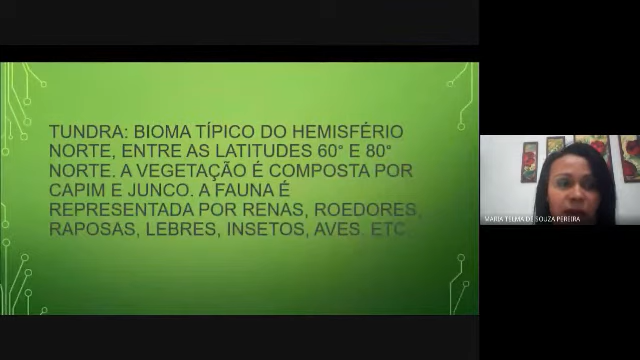 TUNDRA: BIOMA TÍPICO DO HEMISFÉRIO
NORTE, ENTRE AS LATITUDES 60° E 80°
NORTE. A VEGETAÇÃO É COMPOSTA POR
CAPIM E JUNCO. A FAUNA É
REPRESENTADA POR RENAS, ROEDORES,
RAPOSAS, LEBRES, INSETOS, AVES. ETC.
MARIA TELMA DE SOUZA PEREIRA